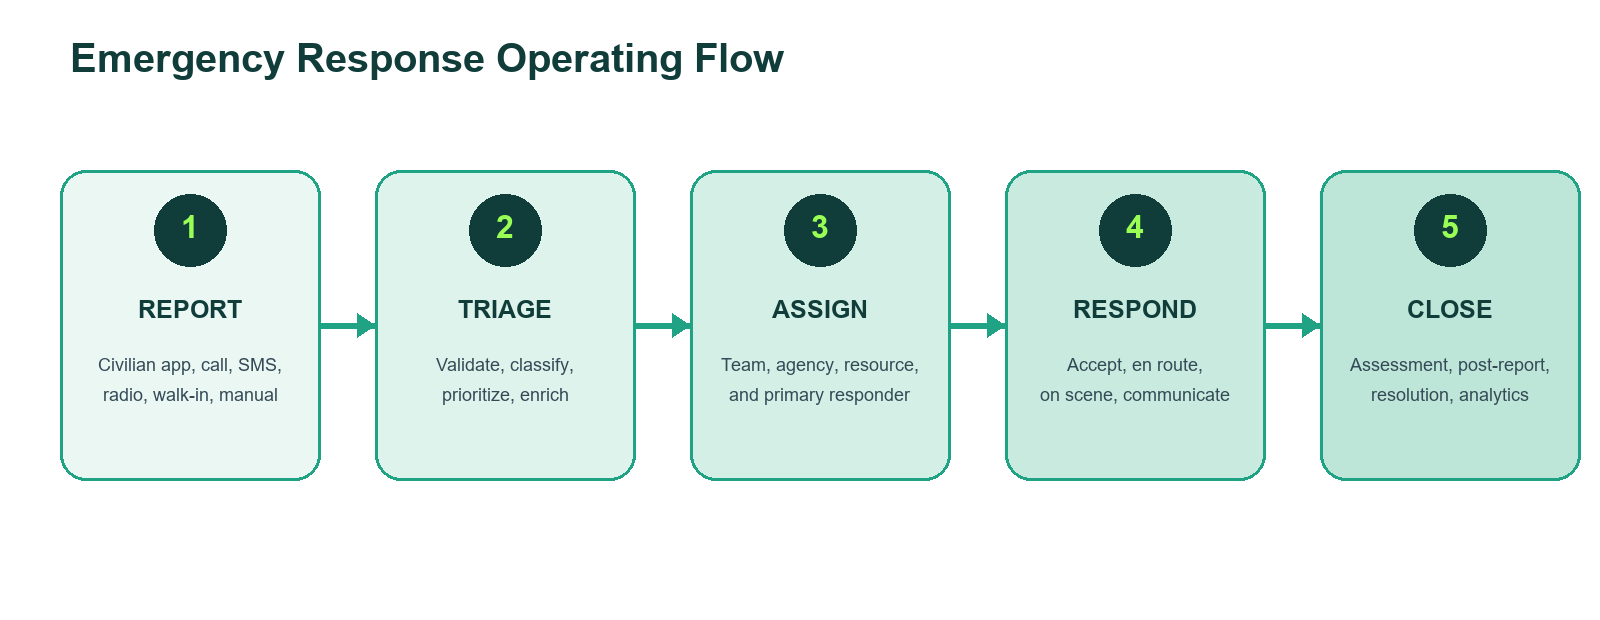 Emergency Response Operating Flow
1
REPORT
Civilian app, call, SMS,
radio, walk-in, manual
2
TRIAGE
Validate, classify,
prioritize, enrich
3
ASSIGN
Team, agency, resource,
and primary responder
4
RESPOND
Accept, en route,
on scene, communicate
5
CLOSE
Assessment, post-report,
resolution, analytics